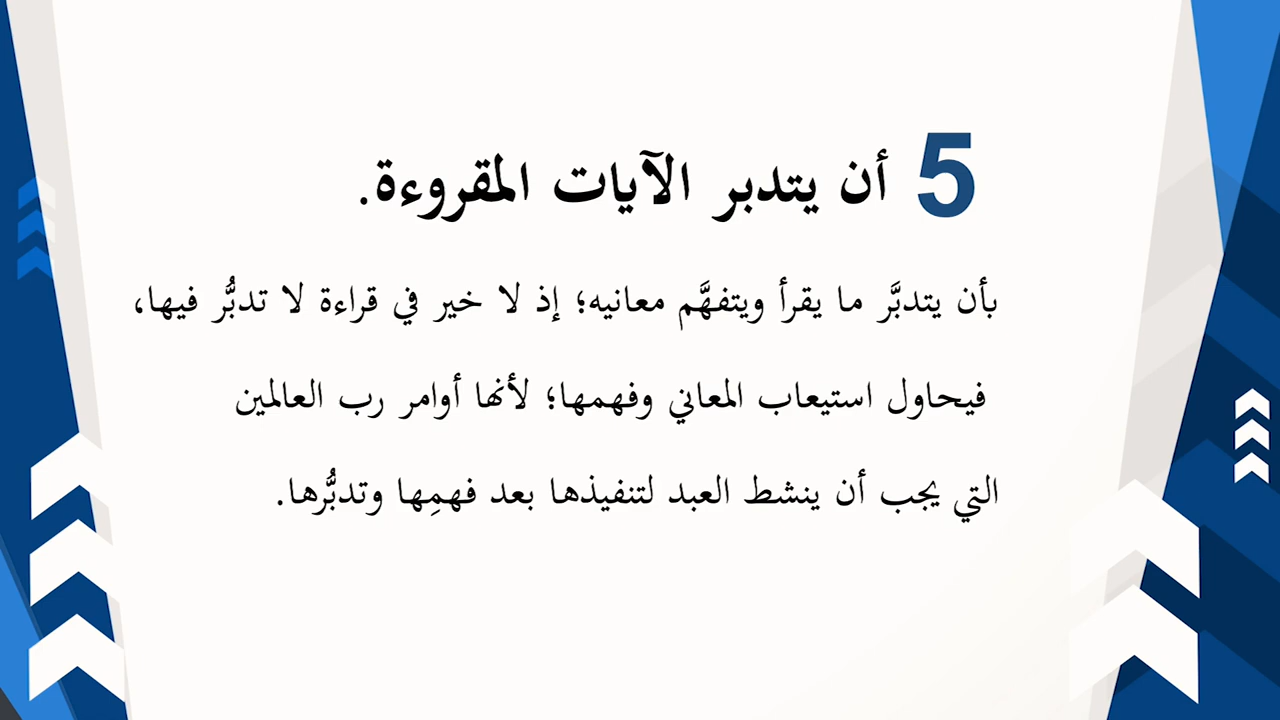 5 أن يتدبر الآيات المقروءة.
بأن يتدبَّر ما يقرأ ويتفهَّم معانيه؛ إذ لا خير في قراءة لا تدبُّر فيها،
فيحاول استيعاب المعاني وفهمها؛ لأنها أوامر رب العالمين
التي يجب أن ينشط العبد لتنفيذها بعد فهمِها وتدبُّرها.